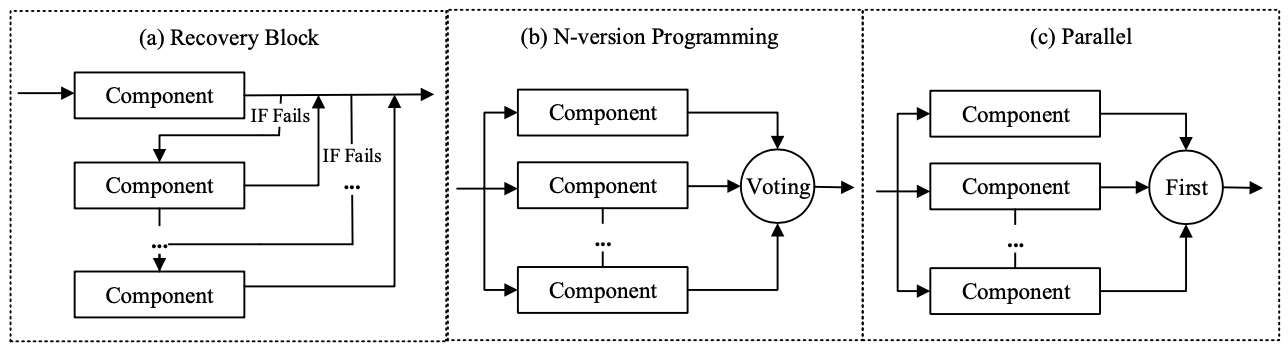 (a) Recovery Block
Component
IF Fails
Component
IF Fails
...
...
Component
(b) N-version Programming
Component
Component
...
Component
Voting
(c) Parallel
Component
Component
...
Component
First